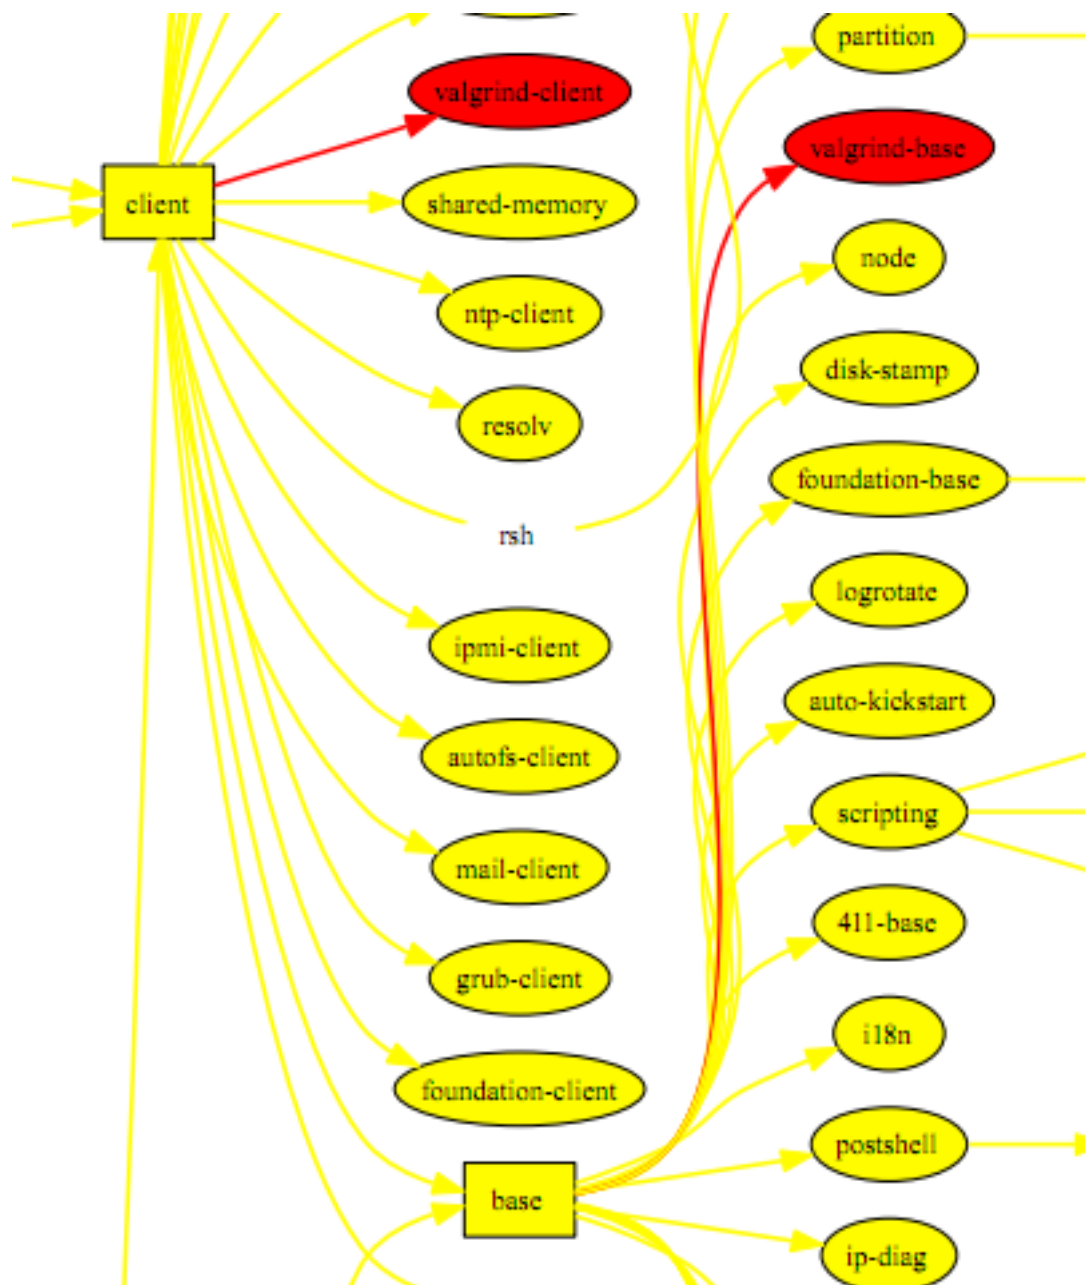 partition
valgrind-client
valgrind-base
client
shared-memory
node
ntp-client
disk-stamp
resolv
foundation-base
rsh
logrotate
ipmi-client
auto-kickstart
autofs-client
scripting
mail-client
411-base
grub-client
i18n
foundation-client
postshell
base
ip-diag